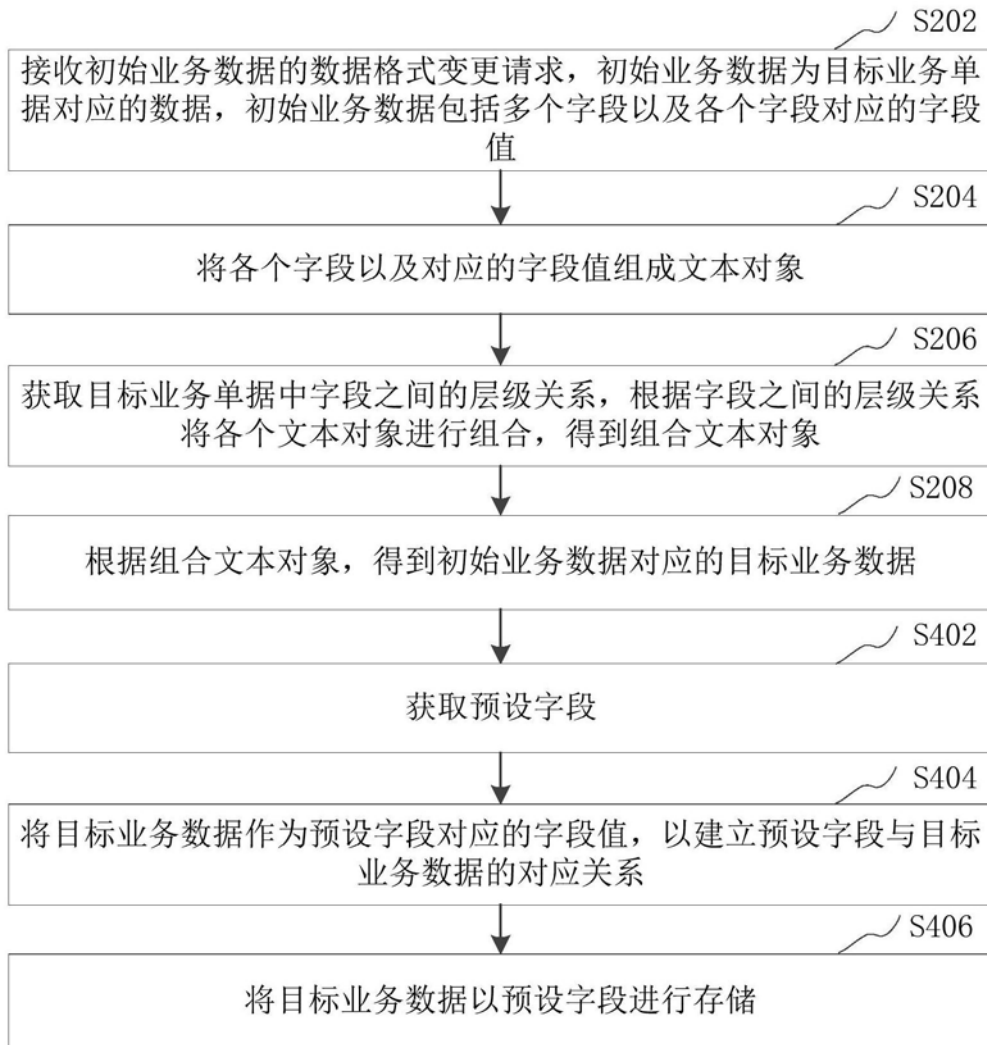 S202
接收初始业务数据的数据格式变更请求，初始业务数据为目标业务单
据对应的数据，初始业务数据包括多个字段以及各个字段对应的字段
值
S204
将各个字段以及对应的字段值组成文本对象
S206
获取目标业务单据中字段之间的层级关系，根据字段之间的层级关系
将各个文本对象进行组合，得到组合文本对象
S208
根据组合文本对象，得到初始业务数据对应的目标业务数据
S402
获取预设字段
S404
将目标业务数据作为预设字段对应的字段值，以建立预设字段与目标
业务数据的对应关系
S406
将目标业务数据以预设字段进行存储